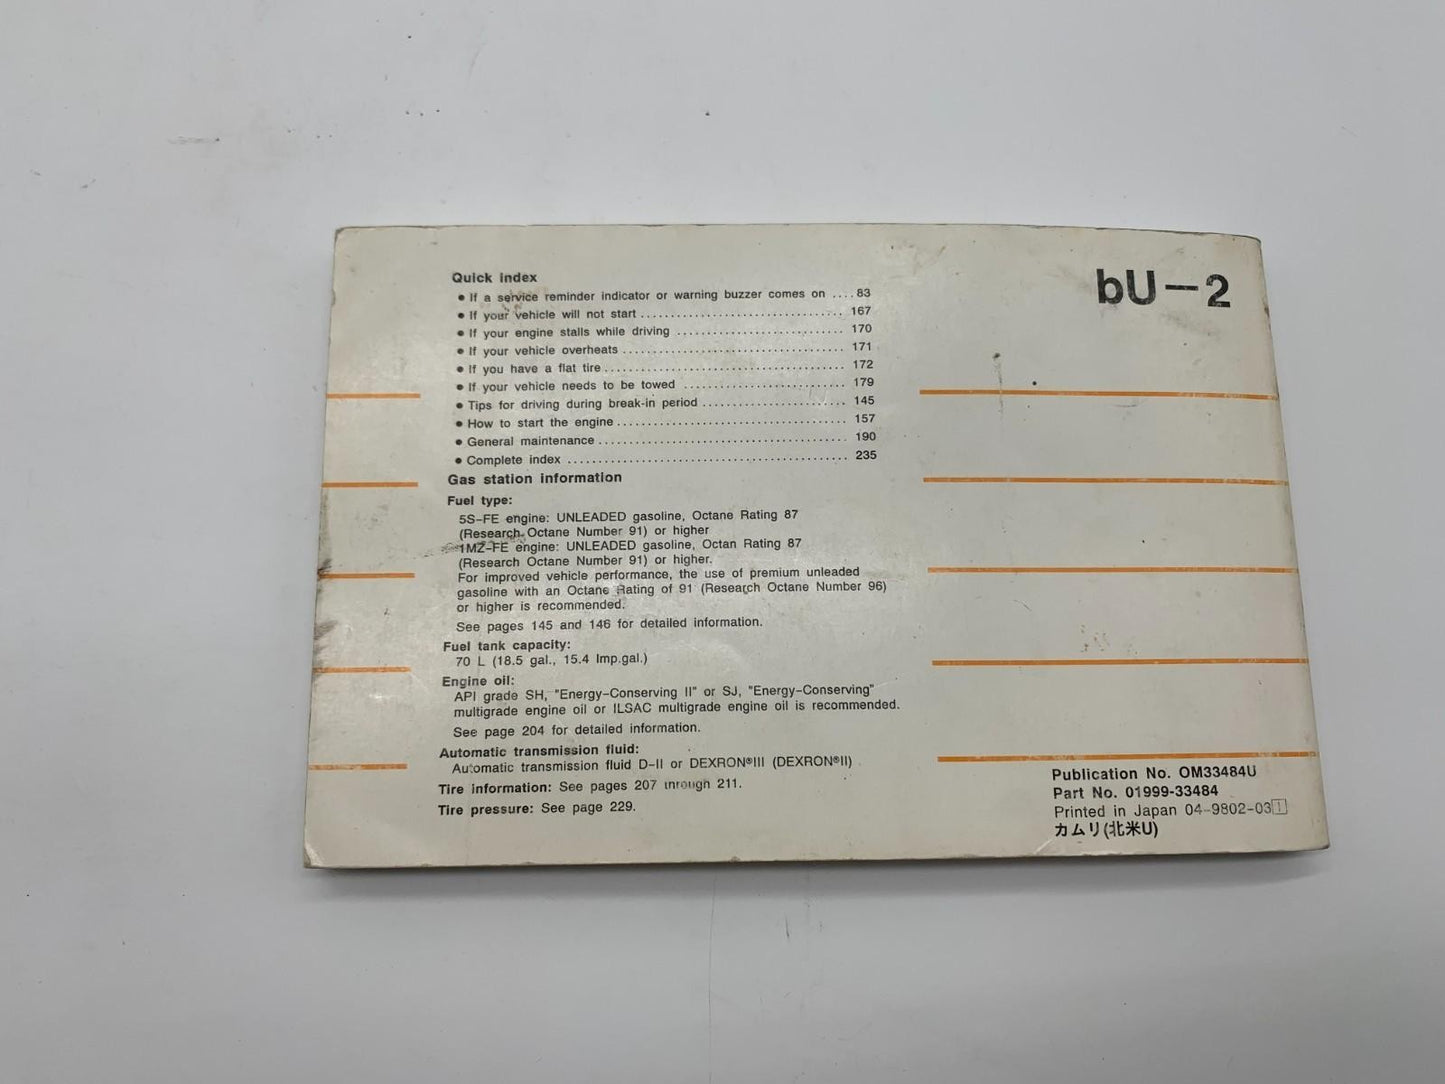 Quick index
● If a service reminder indicator or warning buzzer comes on .... 83
● If your vehicle will not start .................................. 167
● If your engine stalls while driving ............................ 170
● If your vehicle overheats ..................................... 171
● If you have a flat tire ........................................ 172
● If your vehicle needs to be towed ........................... 179
● Tips for driving during break-in period ........................ 145
● How to start the engine ...................................... 157
● General maintenance ......................................... 190
● Complete index .............................................. 235
Gas station information
Fuel type:
5S-FE engine: UNLEADED gasoline, Octane Rating 87
(Research Octane Number 91) or higher
1MZ-FE engine: UNLEADED gasoline, Octan Rating 87
(Research Octane Number 91) or higher.
For improved vehicle performance, the use of premium unleaded
gasoline with an Octane Rating of 91 (Research Octane Number 96)
or higher is recommended.
See pages 145 and 146 for detailed information.
Fuel tank capacity:
70 L (18.5 gal., 15.4 Imp.gal.)
Engine oil:
API grade SH, "Energy-Conserving II" or SJ, "Energy-Conserving"
multigrade engine oil or ILSAC multigrade engine oil is recommended.
See page 204 for detailed information.
Automatic transmission fluid:
Automatic transmission fluid D-II or DEXRON®III (DEXRON®II)
Tire information: See pages 207 through 211.
Tire pressure: See page 229.
bU-2
Publication No. OM33484U
Part No. 01999-33484
Printed in Japan 04-9802-03 1
カムリ(北米U)